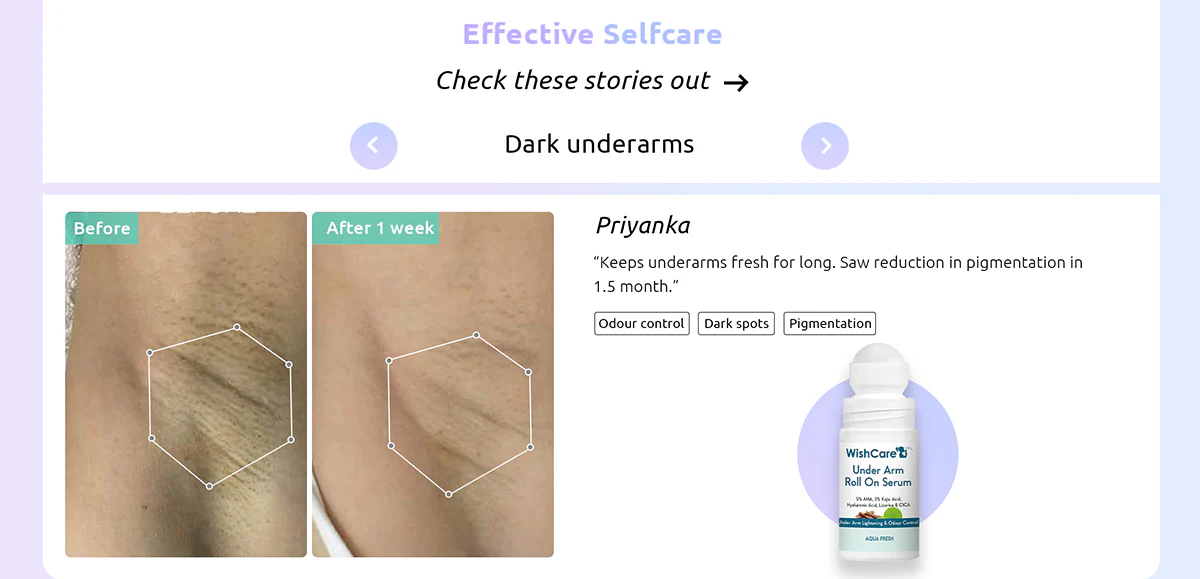 Effective Selfcare
Check these stories out →
Dark underarms
Before
After 1 week
Priyanka
“Keeps underarms fresh for long. Saw reduction in pigmentation in
1.5 month.”
Odour control
Dark spots
Pigmentation
WishCare
Under Arm
Roll On Serum
5% AHA, 2% Kojic Acid,
Hyaluronic Acid, Licorice & CICA
Under Arm Lightening & Odour Control
AQUA FRESH